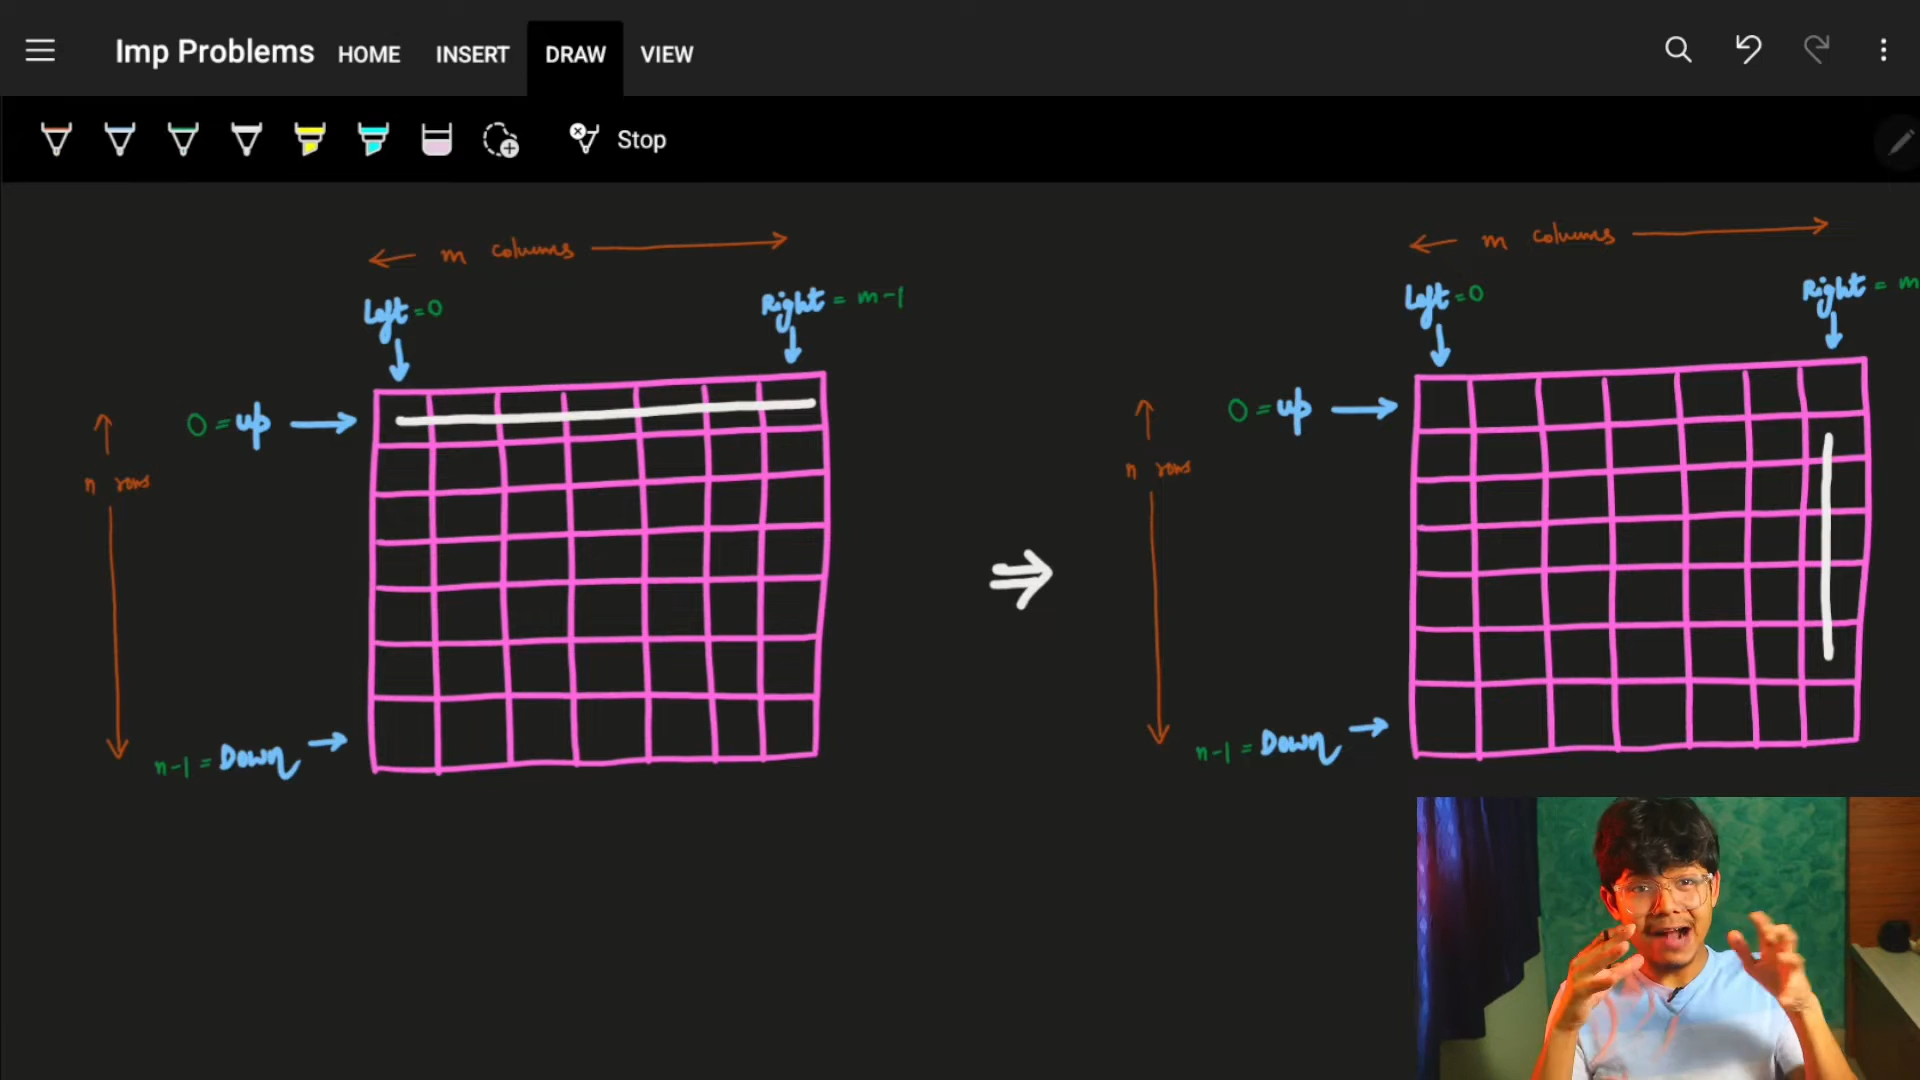 Imp Problems HOME INSERT DRAW VIEW
Stop
m columns
Left = 0
Right = m-1
0 = up
n rows
n-1 = Down
⇒
m columns
Left = 0
Right = m
0 = up
n rows
n-1 = Down